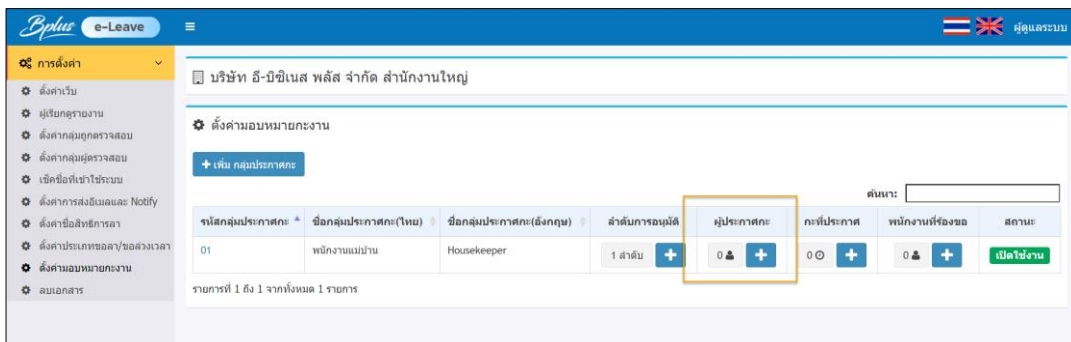 Bplus e-Leave
ผู้ดูแลระบบ
การตั้งค่า
ตั้งค่าเว็บ
ผู้เรียกดูรายงาน
ตั้งค่ากลุ่มถูกตรวจสอบ
ตั้งค่ากลุ่มผู้ตรวจสอบ
เช็คชื่อที่เข้าใช้ระบบ
ตั้งค่าการส่งอีเมลและ Notify
ตั้งค่าชื่อสิทธิการลา
ตั้งค่าประเภทขอลา/ขอล่วงเวลา
ตั้งค่ามอบหมายกะงาน
ลบเอกสาร
บริษัท อี-บิซิเนส พลัส จำกัด สำนักงานใหญ่
ตั้งค่ามอบหมายกะงาน
+ เพิ่ม กลุ่มประกาศกะ
ค้นหา:
รหัสกลุ่มประกาศกะ ชื่อกลุ่มประกาศกะ(ไทย) ชื่อกลุ่มประกาศกะ(อังกฤษ) ลำดับการอนุมัติ ผู้ประกาศกะ กะที่ประกาศ พนักงานที่ร้องขอ สถานะ
01 พนักงานแม่บ้าน Housekeeper 1 ลำดับ + 0 + 0 + 0 + เปิดใช้งาน
รายการที่ 1 ถึง 1 จากทั้งหมด 1 รายการ